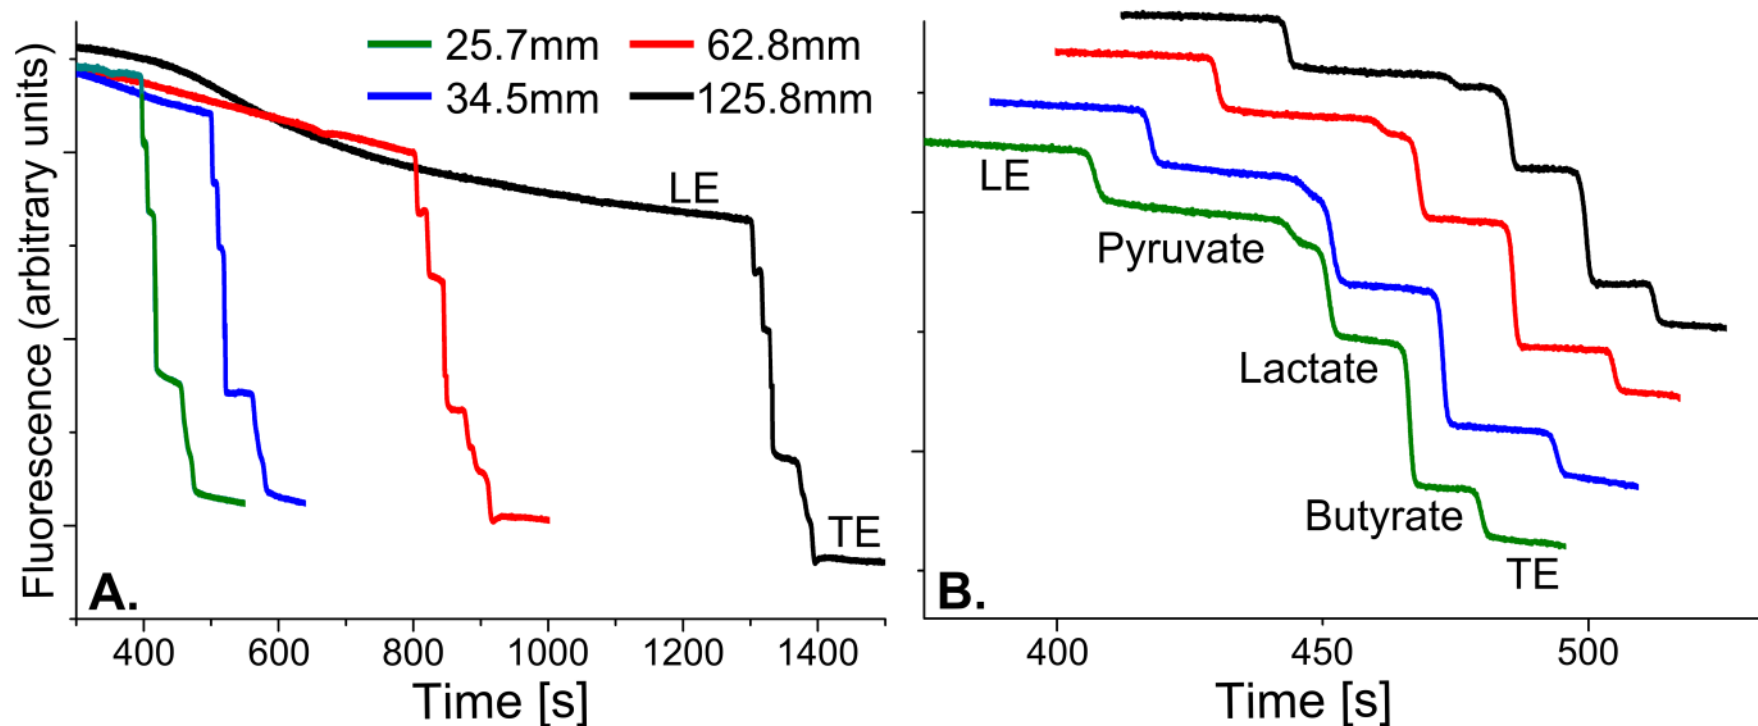 Fluorescence (arbitrary units)
25.7mm 62.8mm
34.5mm 125.8mm
LE
TE
A.
400 600 800 1000 1200 1400
Time [s]
LE
Pyruvate
Lactate
Butyrate
TE
B.
400 450 500
Time [s]